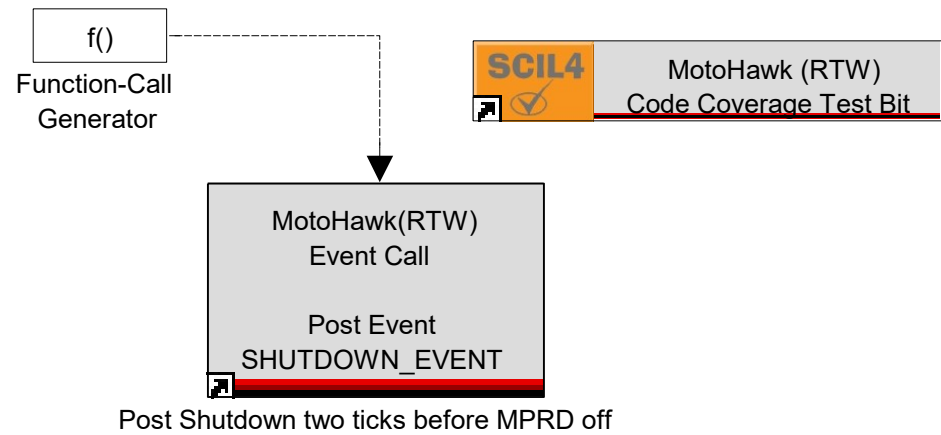 f()
Function-Call
Generator
SCIL4
MotoHawk (RTW)
Code Coverage Test Bit
MotoHawk(RTW)
Event Call
Post Event
SHUTDOWN_EVENT
Post Shutdown two ticks before MPRD off